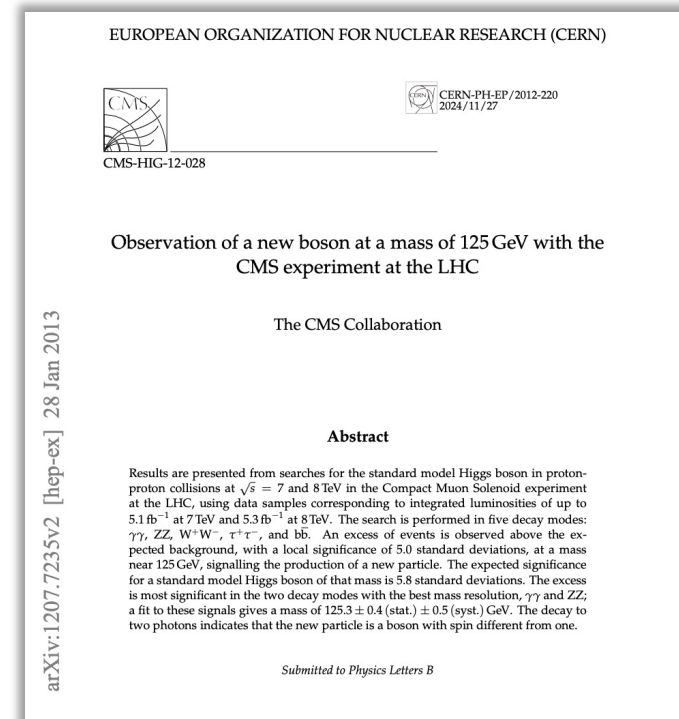 EUROPEAN ORGANIZATION FOR NUCLEAR RESEARCH (CERN)
CMS
CERN
CERN-PH-EP/2012-220
2024/11/27
CMS-HIG-12-028
Observation of a new boson at a mass of 125 GeV with the
CMS experiment at the LHC
The CMS Collaboration
arXiv:1207.7235v2 [hep-ex] 28 Jan 2013
Abstract
Results are presented from searches for the standard model Higgs boson in proton-
proton collisions at √s = 7 and 8 TeV in the Compact Muon Solenoid experiment
at the LHC, using data samples corresponding to integrated luminosities of up to
5.1 fb⁻¹ at 7 TeV and 5.3 fb⁻¹ at 8 TeV. The search is performed in five decay modes:
γγ, ZZ, W⁺W⁻, τ⁺τ⁻, and bb̅. An excess of events is observed above the ex-
pected background, with a local significance of 5.0 standard deviations, at a mass
near 125 GeV, signalling the production of a new particle. The expected significance
for a standard model Higgs boson of that mass is 5.8 standard deviations. The excess
is most significant in the two decay modes with the best mass resolution, γγ and ZZ;
a fit to these signals gives a mass of 125.3 ± 0.4 (stat.) ± 0.5 (syst.) GeV. The decay to
two photons indicates that the new particle is a boson with spin different from one.
Submitted to Physics Letters B